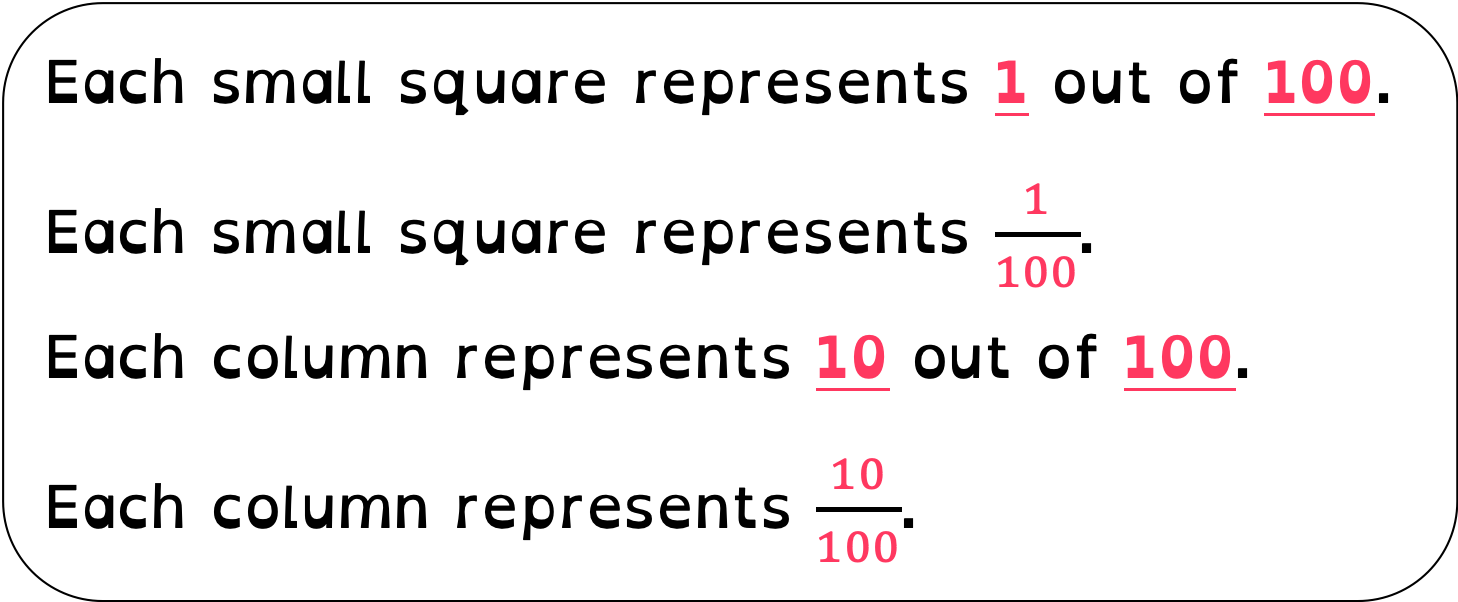 Each small square represents 1 out of 100.
Each small square represents 1/100.
Each column represents 10 out of 100.
Each column represents 10/100.